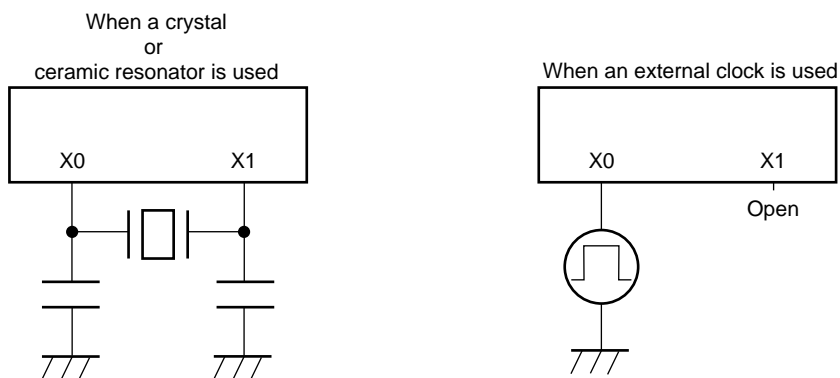 When a crystal
or
ceramic resonator is used
X0 X1
When an external clock is used
X0 X1
Open